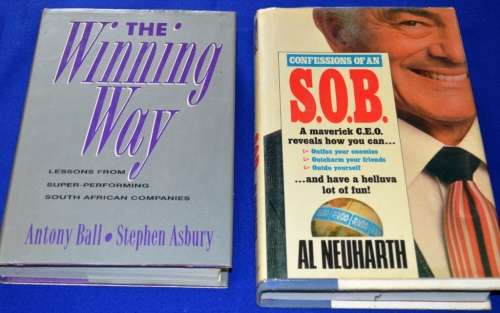 THE
Winning
Way
LESSONS FROM
SUPER-PERFORMING
SOUTH AFRICAN COMPANIES
Antony Ball • Stephen Asbury
CONFESSIONS OF AN
S.O.B.
A maverick C.E.O.
reveals how you can...
Outfox your enemies
Outcharm your friends
Outdo yourself
...and have a helluva
lot of fun!
AL NEUHARTH